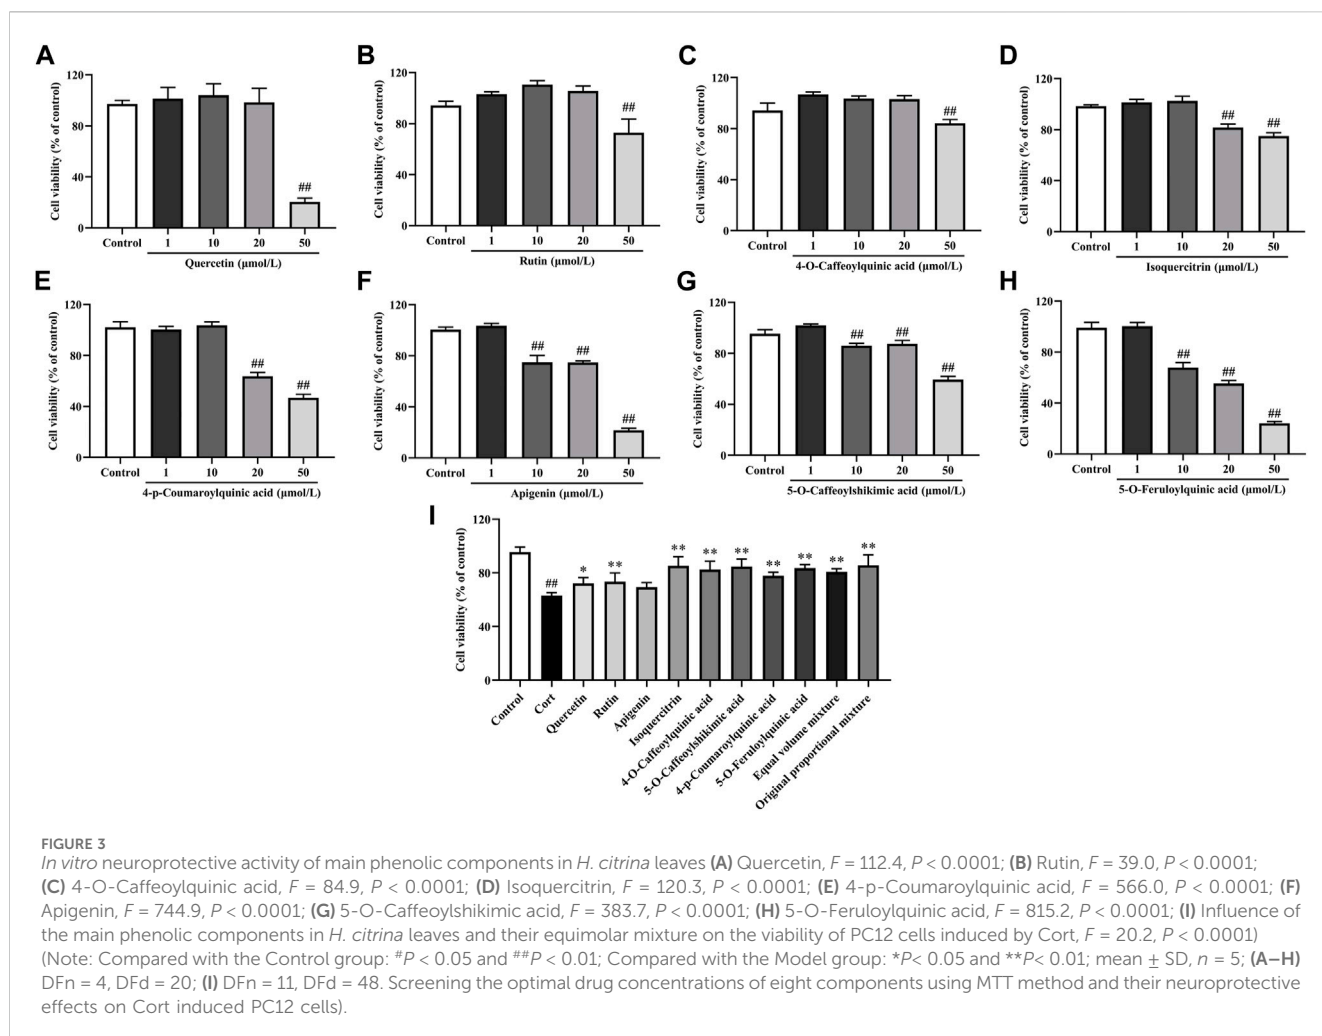 A
Cell viability (% of control)
120
80
40
0
Control 1 10 20 50
##
Quercetin (μmol/L)
B
Cell viability (% of control)
120
80
40
0
Control 1 10 20 50
##
Rutin (μmol/L)
C
Cell viability (% of control)
120
80
40
0
Control 1 10 20 50
##
4-O-Caffeoylquinic acid (μmol/L)
D
Cell viability (% of control)
120
80
40
0
Control 1 10 20 50
## ##
Isoquercitrin (μmol/L)
E
Cell viability (% of control)
120
80
40
0
Control 1 10 20 50
## ##
4-p-Coumaroylquinic acid (μmol/L)
F
Cell viability (% of control)
120
80
40
0
Control 1 10 20 50
## ## ##
Apigenin (μmol/L)
G
Cell viability (% of control)
120
80
40
0
Control 1 10 20 50
## ## ##
5-O-Caffeoylshikimic acid (μmol/L)
H
Cell viability (% of control)
120
80
40
0
Control 1 10 20 50
## ## ##
5-O-Feruloylquinic acid (μmol/L)
I
Cell viability (% of control)
120
80
40
0
## * ** ** ** ** ** ** ** **
Control
Cort
Quercetin
Rutin
Apigenin
Isoquercitrin
4-O-Caffeoylquinic acid
5-O-Caffeoylshikimic acid
4-p-Coumaroylquinic acid
5-O-Feruloylquinic acid
Equal volume mixture
Original proportional mixture
FIGURE 3
In vitro neuroprotective activity of main phenolic components in H. citrina leaves (A) Quercetin, F = 112.4, P < 0.0001; (B) Rutin, F = 39.0, P < 0.0001;
(C) 4-O-Caffeoylquinic acid, F = 84.9, P < 0.0001; (D) Isoquercitrin, F = 120.3, P < 0.0001; (E) 4-p-Coumaroylquinic acid, F = 566.0, P < 0.0001; (F)
Apigenin, F = 744.9, P < 0.0001; (G) 5-O-Caffeoylshikimic acid, F = 383.7, P < 0.0001; (H) 5-O-Feruloylquinic acid, F = 815.2, P < 0.0001; (I) Influence of
the main phenolic components in H. citrina leaves and their equimolar mixture on the viability of PC12 cells induced by Cort, F = 20.2, P < 0.0001)
(Note: Compared with the Control group: #P < 0.05 and ##P < 0.01; Compared with the Model group: *P< 0.05 and **P< 0.01; mean ± SD, n = 5; (A–H)
DFn = 4, DFd = 20; (I) DFn = 11, DFd = 48. Screening the optimal drug concentrations of eight components using MTT method and their neuroprotective
effects on Cort induced PC12 cells).